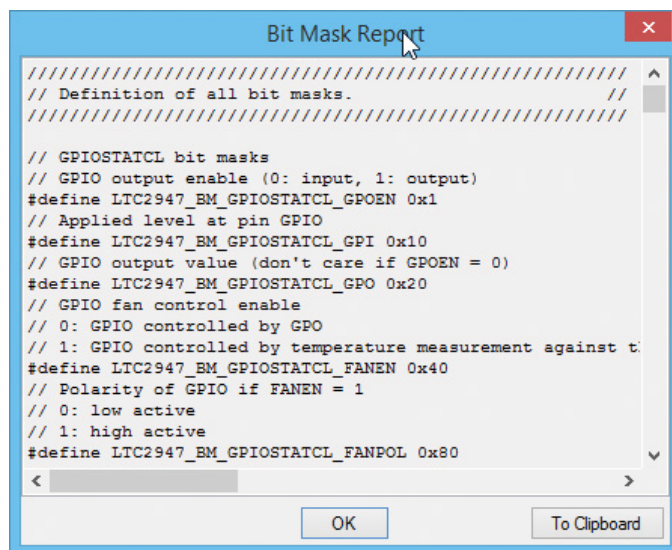 Bit Mask Report
/////////////////////////////////////////////////////////
// Definition of all bit masks. //
/////////////////////////////////////////////////////////
// GPIOSTATCL bit masks
// GPIO output enable (0: input, 1: output)
#define LTC2947_BM_GPIOSTATCL_GPOEN 0x1
// Applied level at pin GPIO
#define LTC2947_BM_GPIOSTATCL_GPI 0x10
// GPIO output value (don't care if GPOEN = 0)
#define LTC2947_BM_GPIOSTATCL_GPO 0x20
// GPIO fan control enable
// 0: GPIO controlled by GPO
// 1: GPIO controlled by temperature measurement against
#define LTC2947_BM_GPIOSTATCL_FANEN 0x40
// Polarity of GPIO if FANEN = 1
// 0: low active
// 1: high active
#define LTC2947_BM_GPIOSTATCL_FANPOL 0x80
OK
To Clipboard